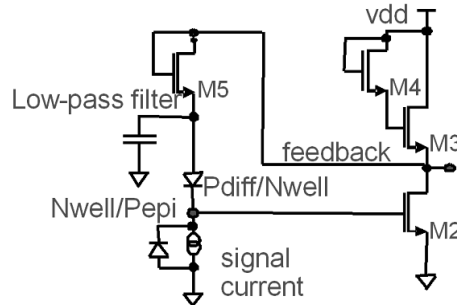 vdd
M5
M4
Low-pass filter
M3
feedback
Pdiff/Nwell
Nwell/Pepi
M2
signal
current